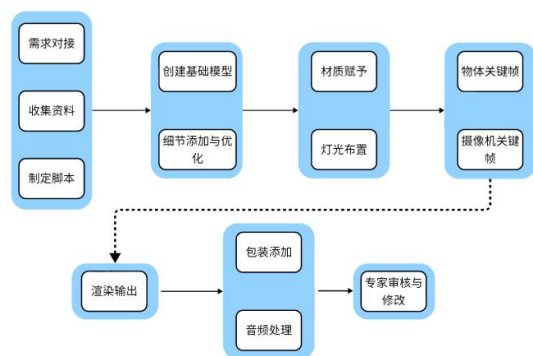 需求对接
收集资料
制定脚本
创建基础模型
细节添加与优
化
材质赋予
灯光布置
物体关键帧
摄像机关键
帧
渲染输出
包装添加
音频处理
专家审核与
修改